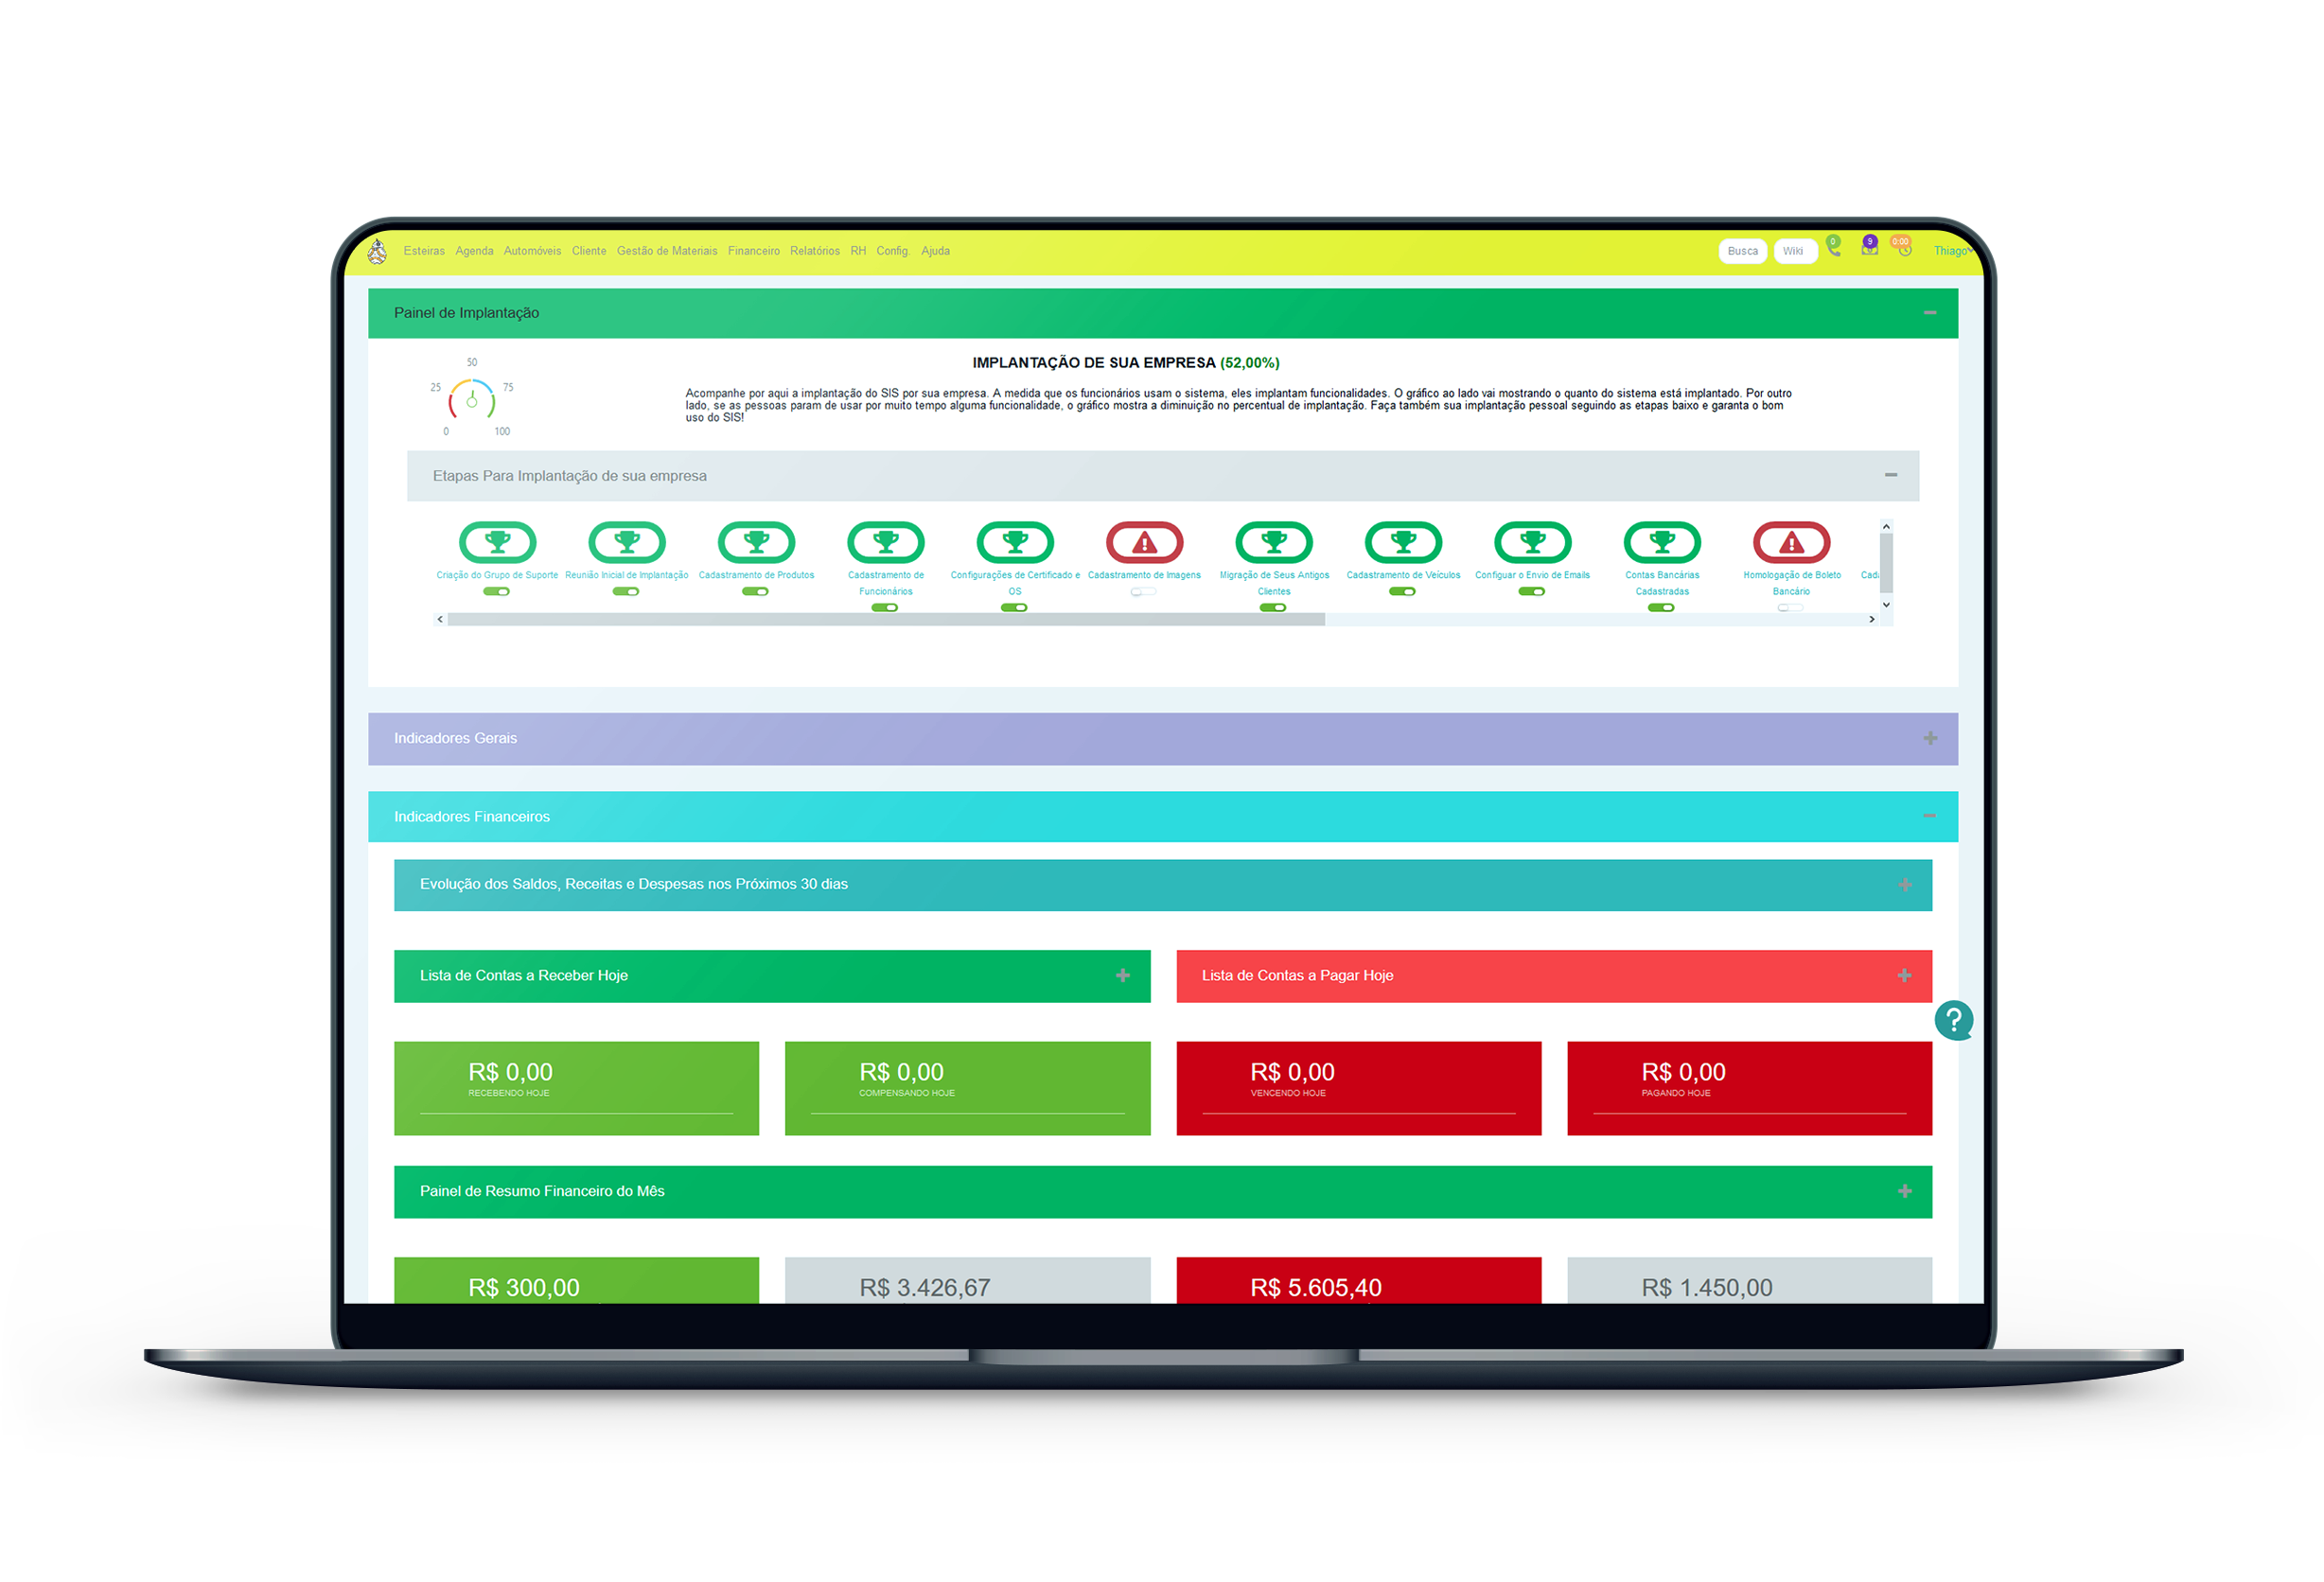 Esteiras Agenda Automóveis Cliente Gestão de Materiais Financeiro Relatórios RH Config. Ajuda Busca Wiki 0 9 0:00 Thiago
Painel de Implantação
50
25 75
0 100
IMPLANTAÇÃO DE SUA EMPRESA (52,00%)
Acompanhe por aqui a implantação do SIS por sua empresa. A medida que os funcionários usam o sistema, eles implantam funcionalidades. O gráfico ao lado vai mostrando o quanto do sistema está implantado. Por outro
lado, se as pessoas param de usar por muito tempo alguma funcionalidade, o gráfico mostra a diminuição no percentual de implantação. Faça também sua implantação pessoal seguindo as etapas baixo e garanta o bom
uso do SIS!
Etapas Para Implantação de sua empresa
Criação do Grupo de Suporte
Reunião Inicial de Implantação
Cadastramento de Produtos
Cadastramento de
Funcionários
Configurações de Certificado e
OS
Cadastramento de Imagens
Migração de Seus Antigos
Clientes
Cadastramento de Veículos
Configuar o Envio de Emails
Contas Bancárias
Cadastradas
Homologação de Boleto
Bancário
Indicadores Gerais
Indicadores Financeiros
Evolução dos Saldos, Receitas e Despesas nos Próximos 30 dias
Lista de Contas a Receber Hoje
Lista de Contas a Pagar Hoje
R$ 0,00
RECEBENDO HOJE
R$ 0,00
COMPENSANDO HOJE
R$ 0,00
VENCENDO HOJE
R$ 0,00
PAGANDO HOJE
Painel de Resumo Financeiro do Mês
R$ 300,00
R$ 3.426,67
R$ 5.605,40
R$ 1.450,00